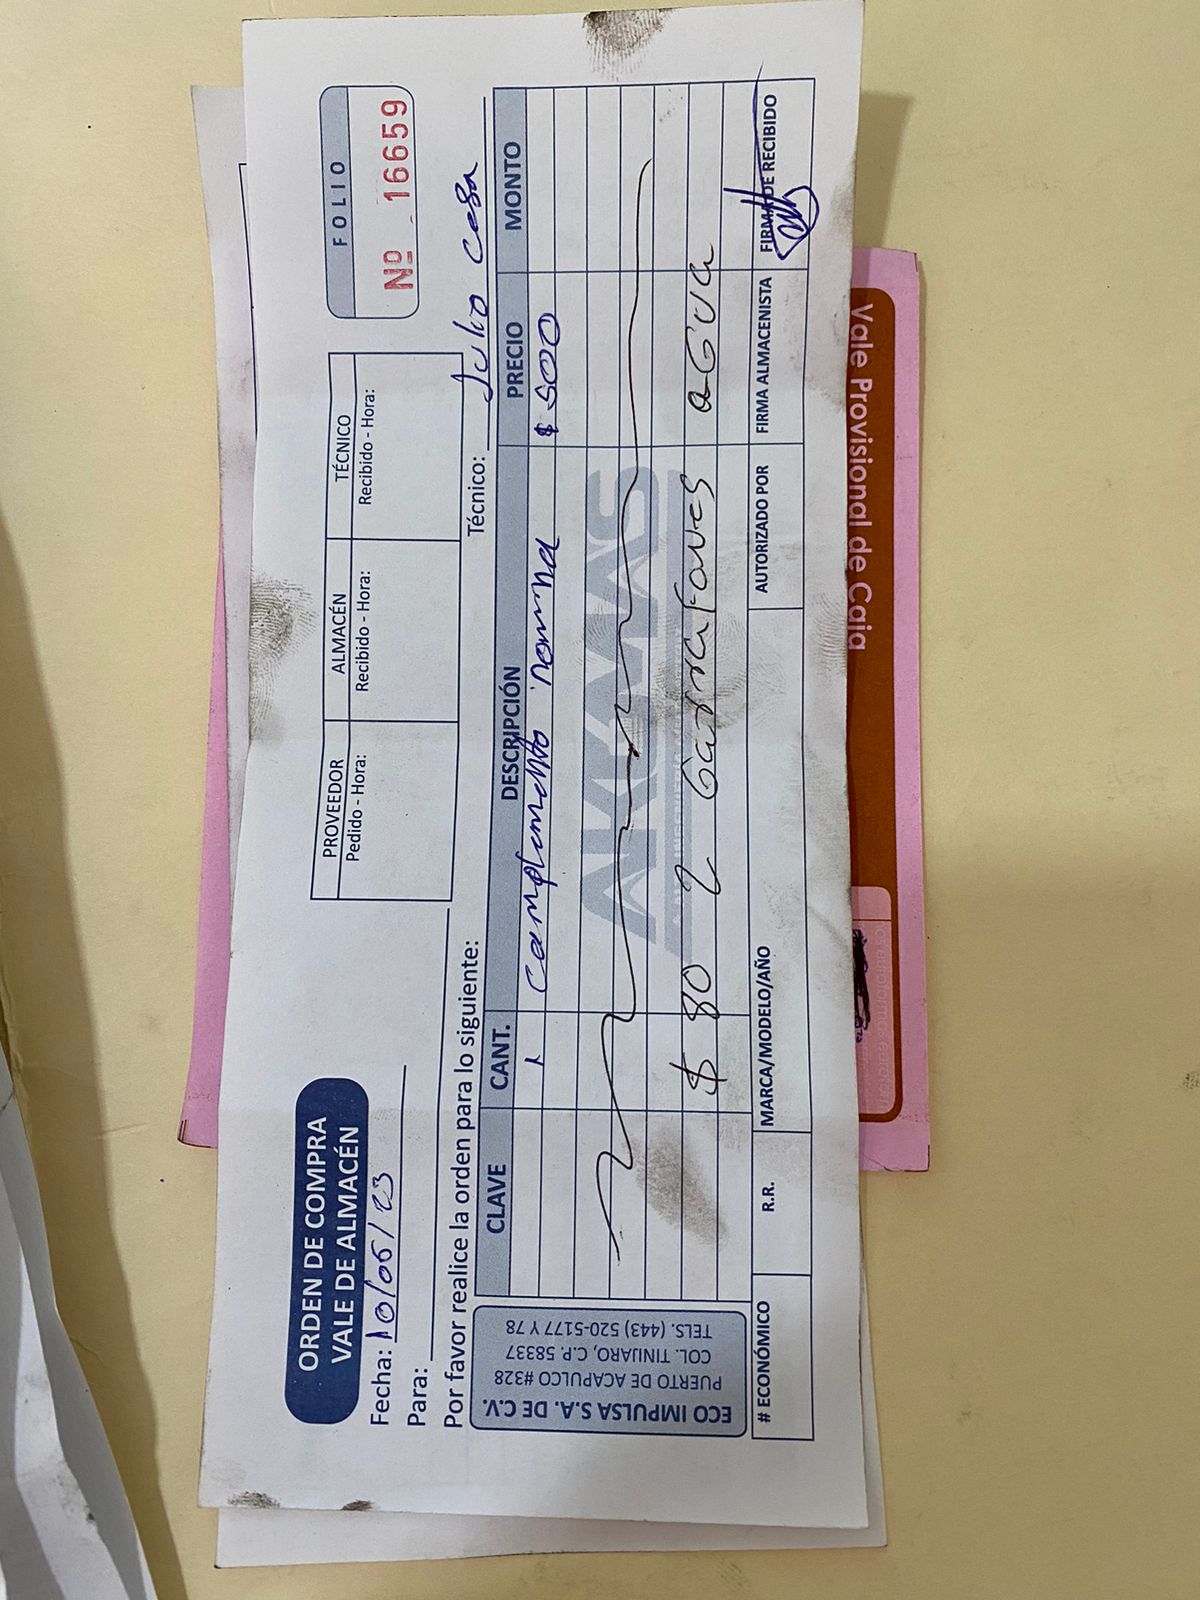 ORDEN DE COMPRA
VALE DE ALMACÉN
FOLIO
Nº 16659
PROVEEDOR
Pedido - Hora:
ALMACÉN
Recibido - Hora:
TÉCNICO
Recibido - Hora:
Fecha: 10/06/23
Para:
Técnico: Julio Cesa
Por favor realice la orden para lo siguiente:
CLAVE CANT. DESCRIPCIÓN PRECIO MONTO
1 complemento nomina $500
AKUMAS
$ 80 2 Garrafones aGUa
ECO IMPULSA S.A. DE C.V.
PUERTO DE ACAPULCO #328
COL. TINIJARO, C.P. 58337
TELS. (443) 520-5177 Y 78
# ECONÓMICO R.R. MARCA/MODELO/AÑO AUTORIZADO POR FIRMA ALMACENISTA FIRMA DE RECIBIDO
Vale Provisional de Caja